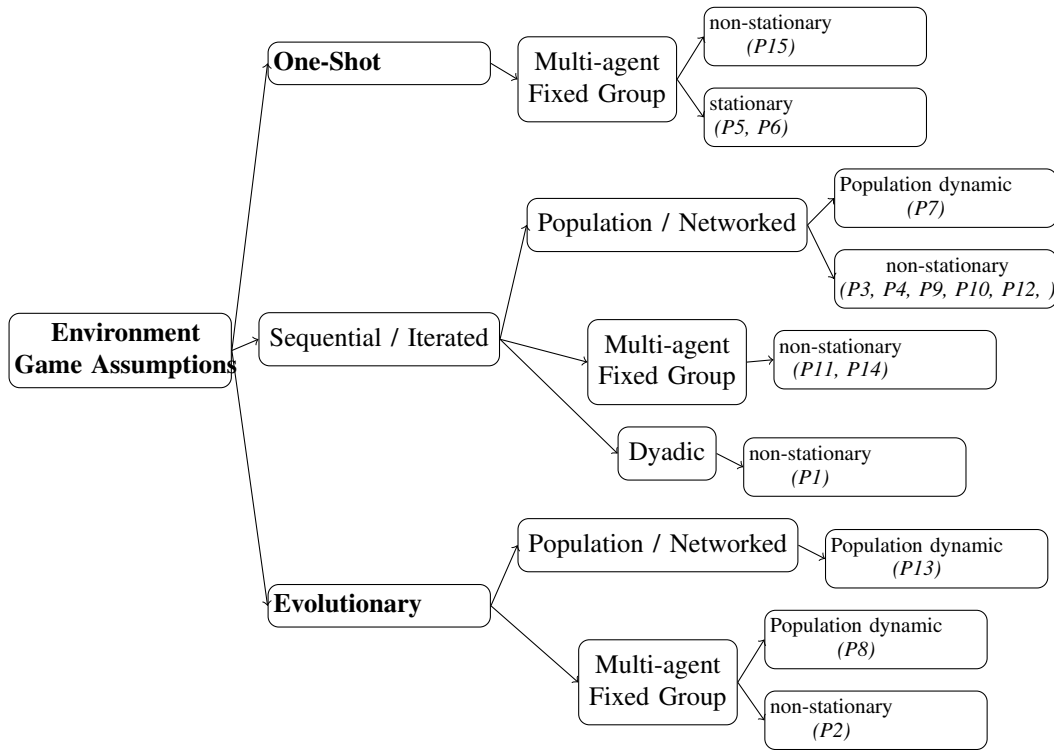 Environment
Game Assumptions
One-Shot
Multi-agent
Fixed Group
non-stationary
(P15)
stationary
(P5, P6)
Sequential / Iterated
Population / Networked
Population dynamic
(P7)
non-stationary
(P3, P4, P9, P10, P12, )
Multi-agent
Fixed Group
non-stationary
(P11, P14)
Dyadic
non-stationary
(P1)
Evolutionary
Population / Networked
Population dynamic
(P13)
Multi-agent
Fixed Group
Population dynamic
(P8)
non-stationary
(P2)